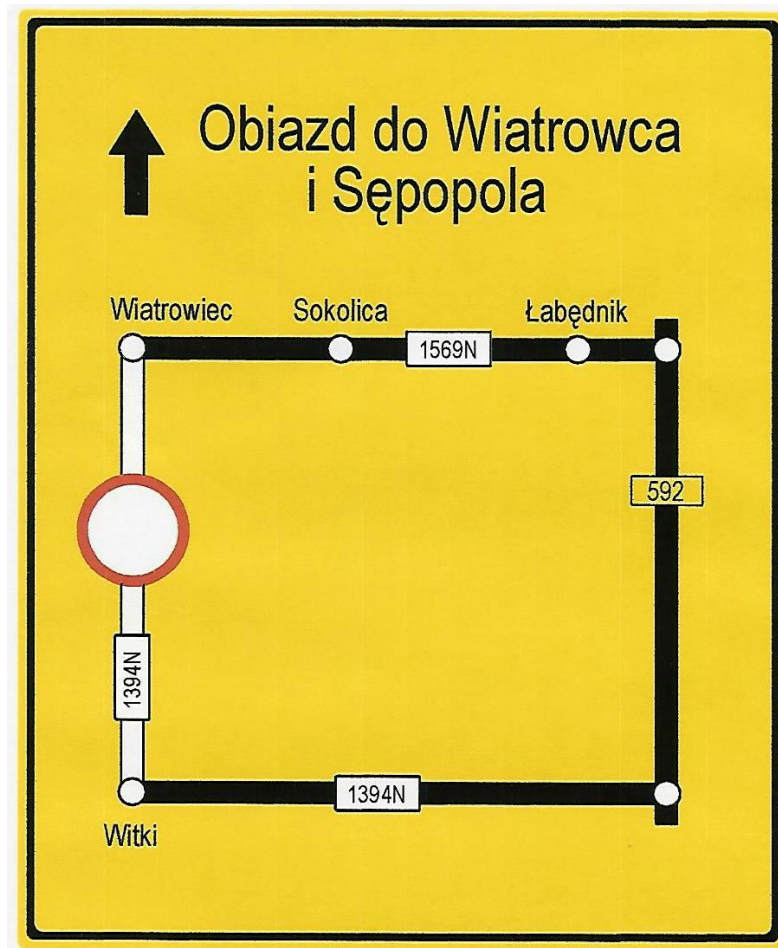 Obiazd do Wiatrowca
i Sępopola
Wiatrowiec Sokolica Łabędnik
1569N
592
1394N
1394N
Witki